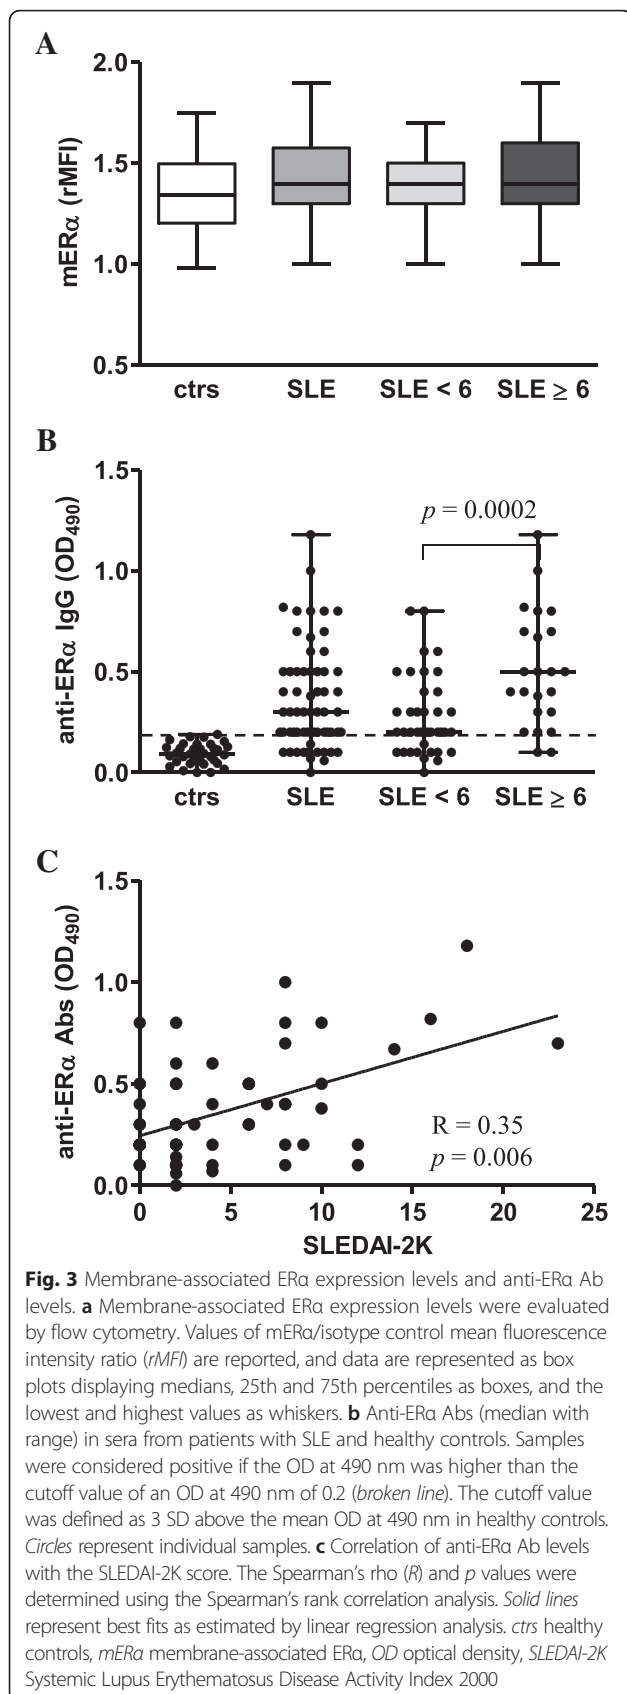 A
2.0
1.5
1.0
0.5
mERα (rMFI)
ctrs SLE SLE < 6 SLE ≥ 6
B
1.5
1.0
0.5
0.0
anti-ERα IgG (OD490)
p = 0.0002
ctrs SLE SLE < 6 SLE ≥ 6
C
1.5
1.0
0.5
0.0
anti-ERα Abs (OD490)
R = 0.35
p = 0.006
0 5 10 15 20 25
SLEDAI-2K
Fig. 3 Membrane-associated ERα expression levels and anti-ERα Ab
levels. a Membrane-associated ERα expression levels were evaluated
by flow cytometry. Values of mERα/isotype control mean fluorescence
intensity ratio (rMFI) are reported, and data are represented as box
plots displaying medians, 25th and 75th percentiles as boxes, and the
lowest and highest values as whiskers. b Anti-ERα Abs (median with
range) in sera from patients with SLE and healthy controls. Samples
were considered positive if the OD at 490 nm was higher than the
cutoff value of an OD at 490 nm of 0.2 (broken line). The cutoff value
was defined as 3 SD above the mean OD at 490 nm in healthy controls.
Circles represent individual samples. c Correlation of anti-ERα Ab levels
with the SLEDAI-2K score. The Spearman's rho (R) and p values were
determined using the Spearman's rank correlation analysis. Solid lines
represent best fits as estimated by linear regression analysis. ctrs healthy
controls, mERα membrane-associated ERα, OD optical density, SLEDAI-2K
Systemic Lupus Erythematosus Disease Activity Index 2000